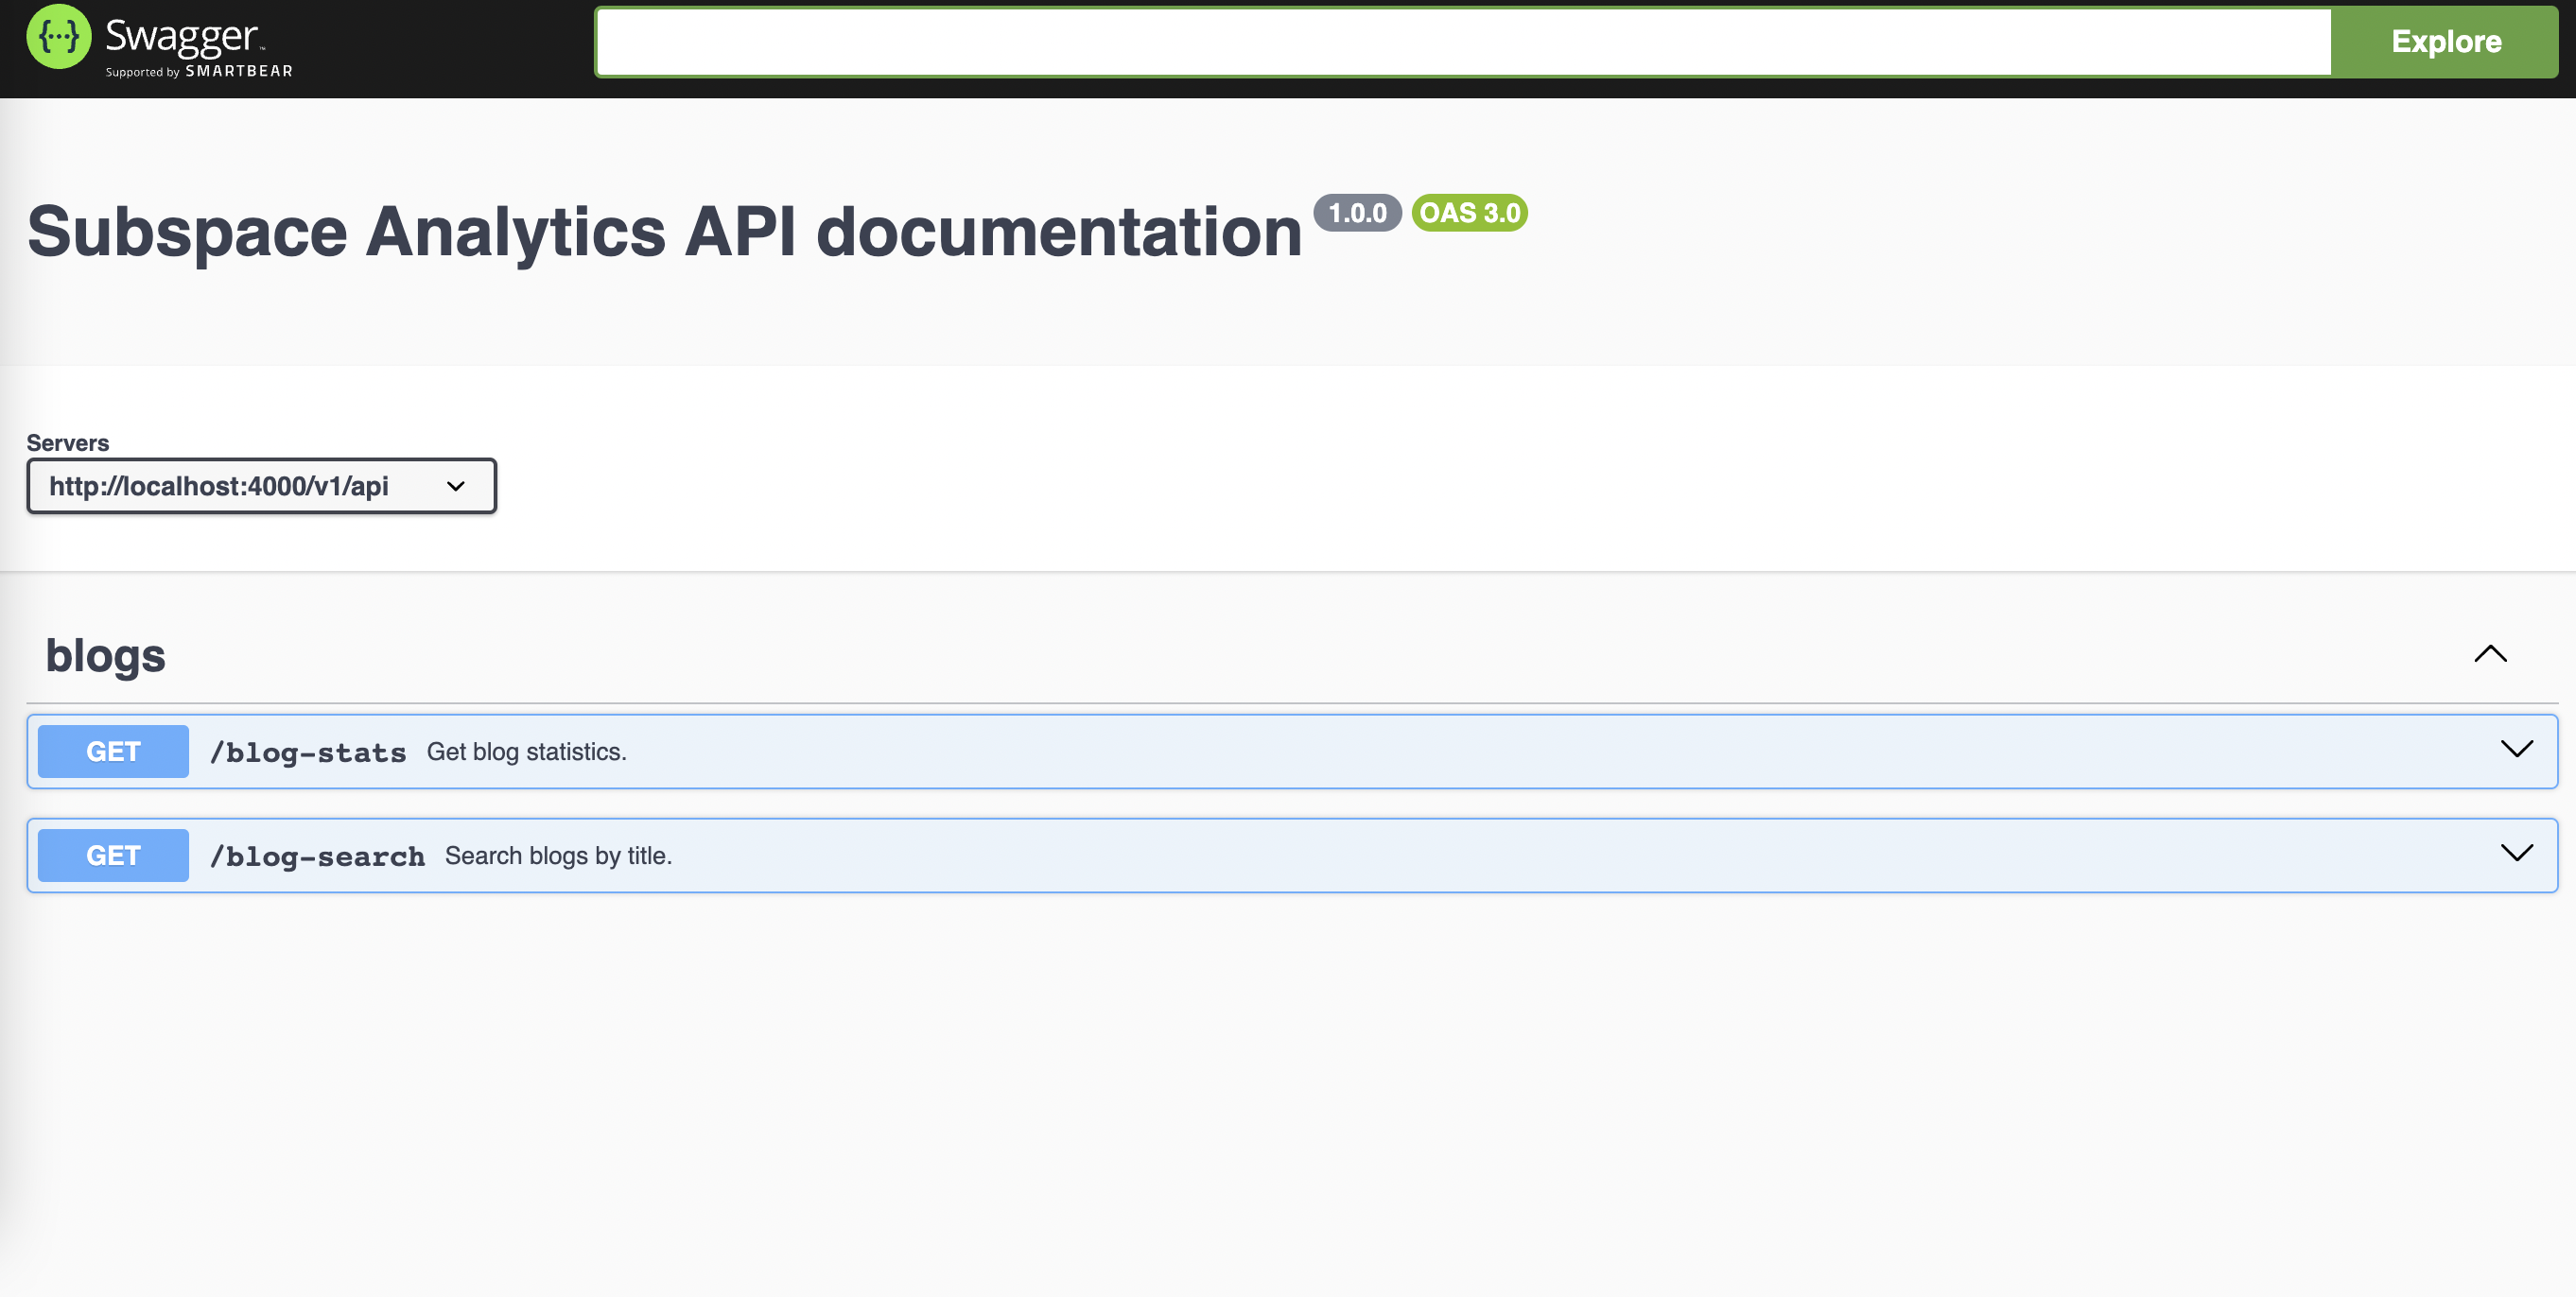 {···} Swagger™
Supported by SMARTBEAR
Explore
Subspace Analytics API documentation 1.0.0 OAS 3.0
Servers
http://localhost:4000/v1/api
blogs
GET /blog-stats Get blog statistics.
GET /blog-search Search blogs by title.